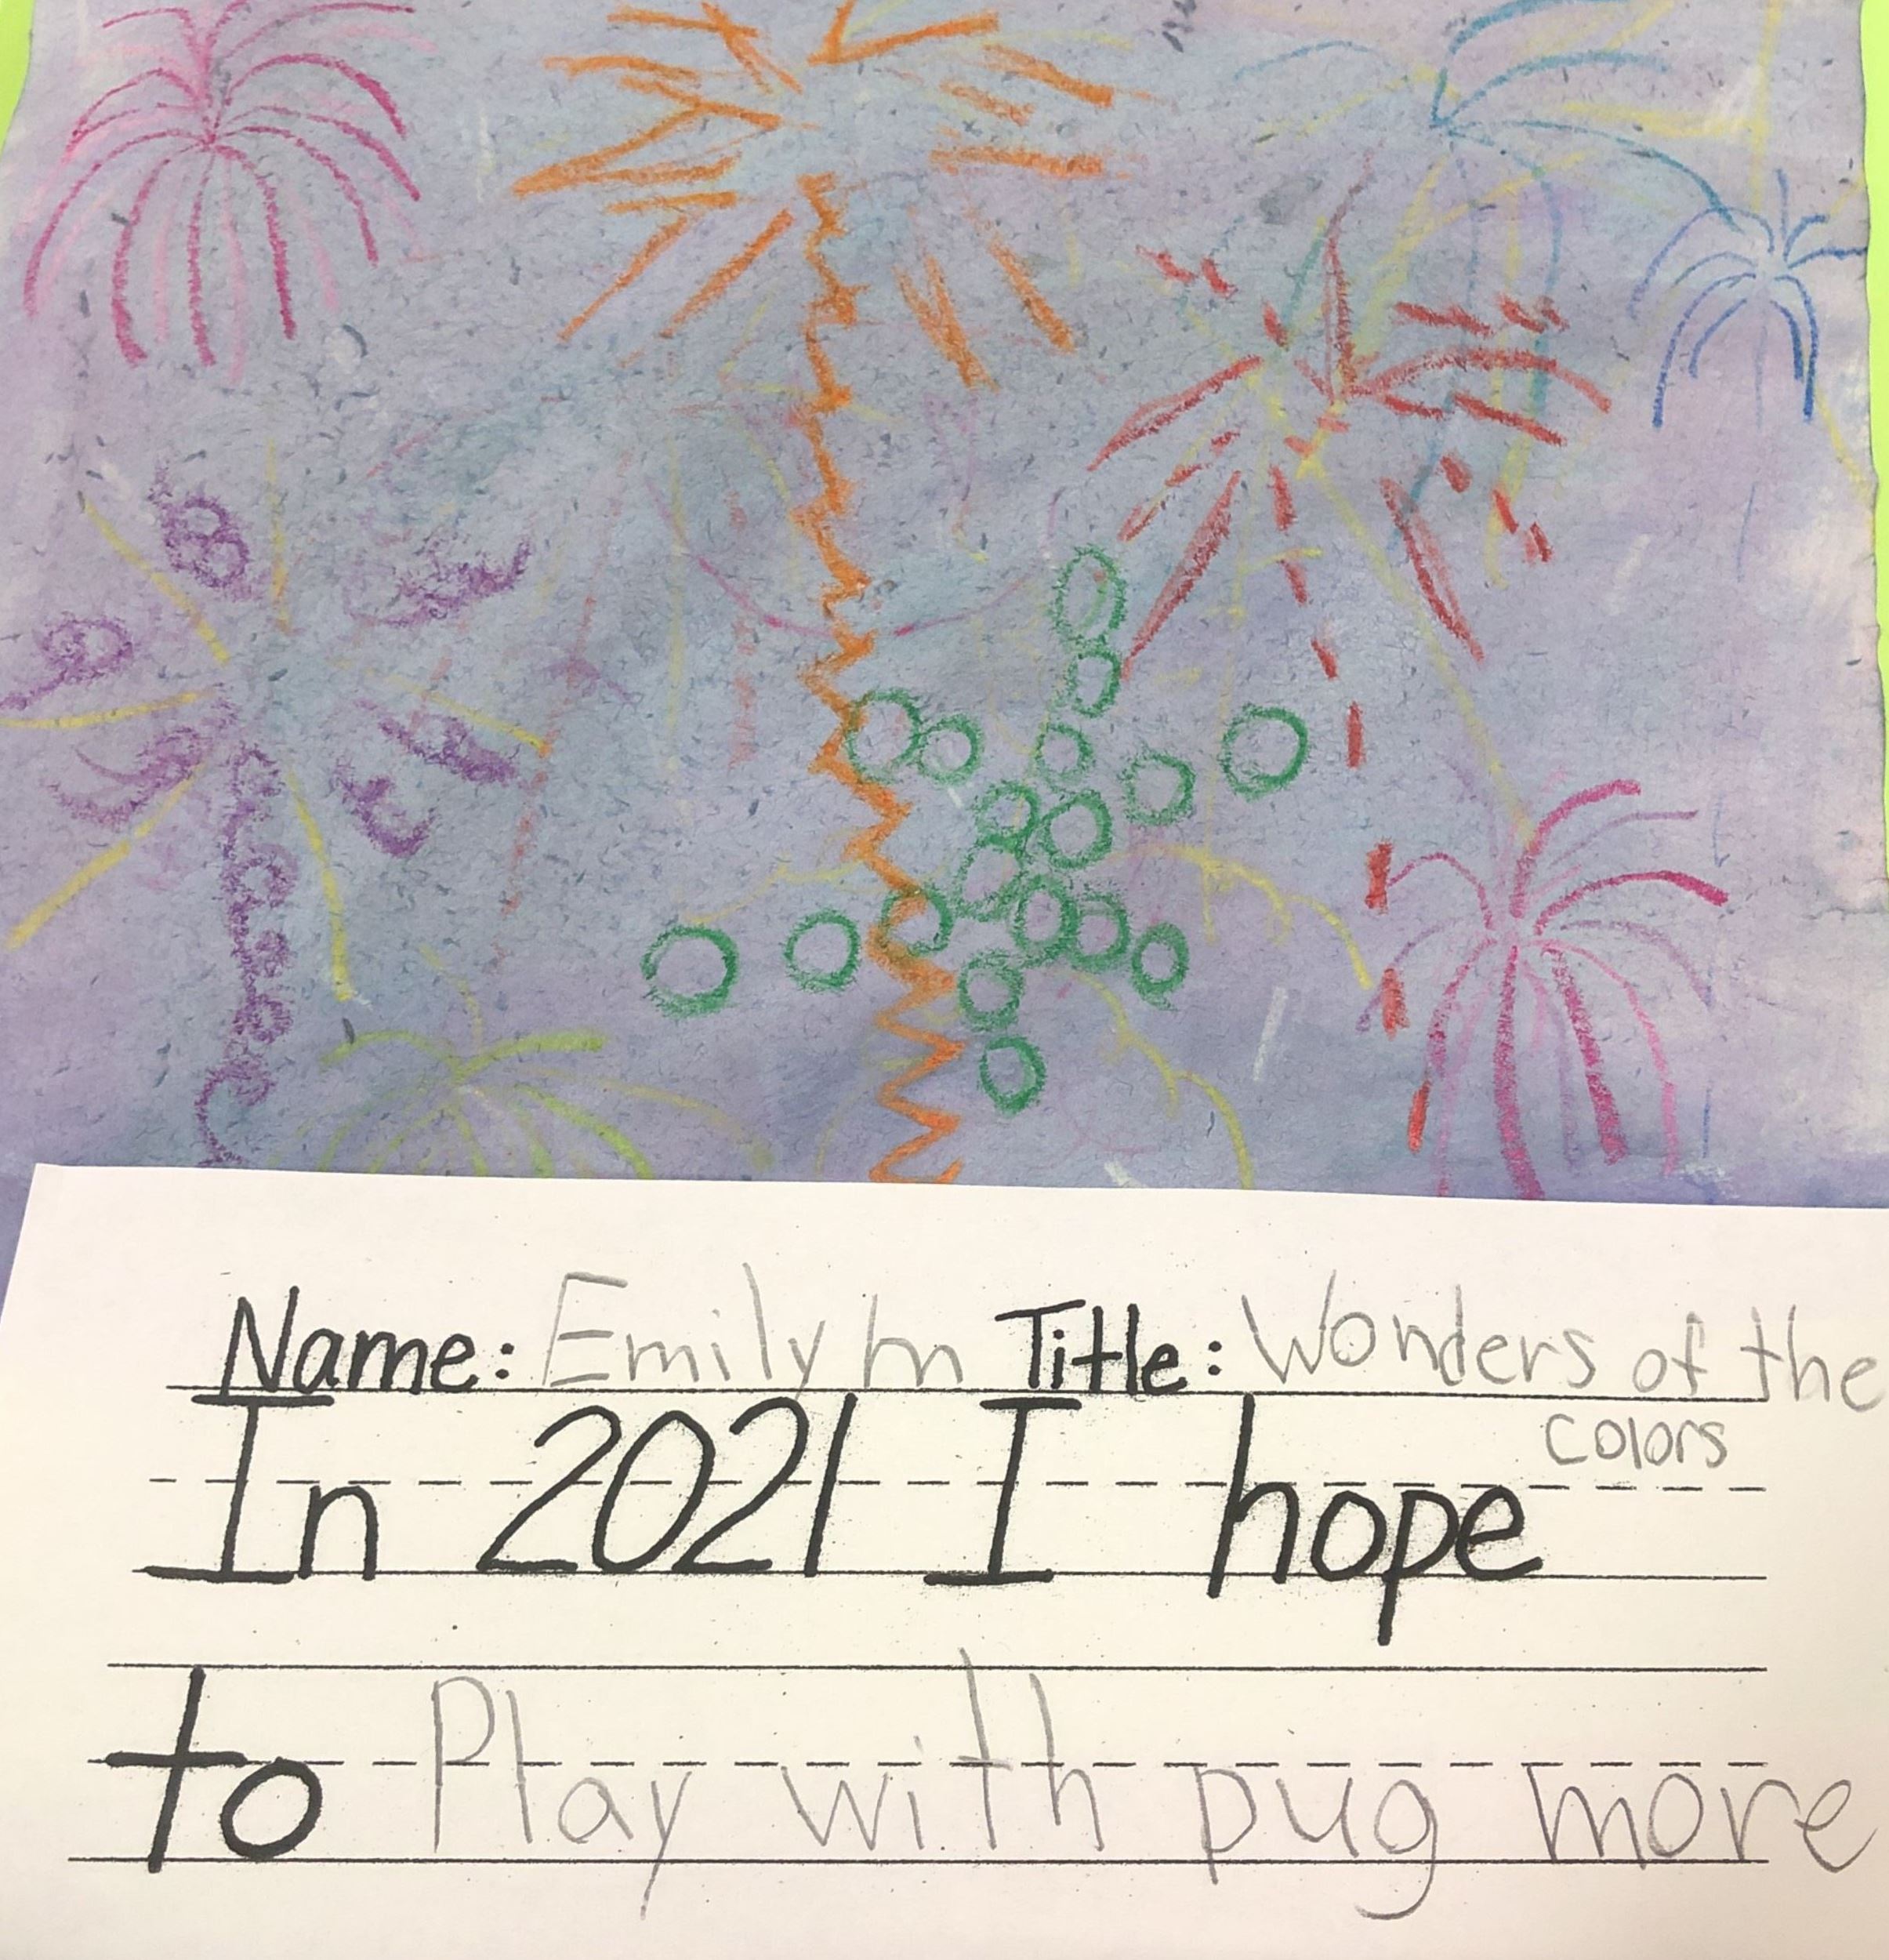 Name: Emily m Title: Wonders of the
colors
In 2021 I hope
to Play with pug more